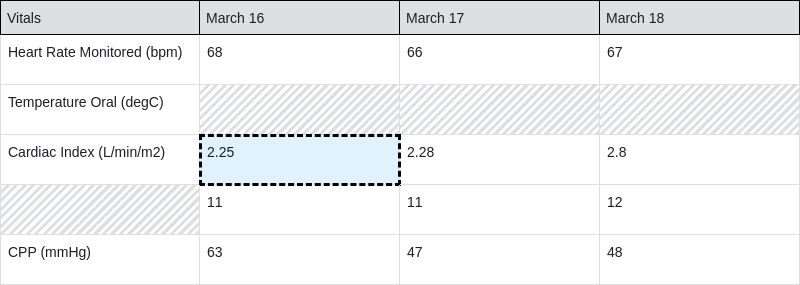 Vitals March 16 March 17 March 18
Heart Rate Monitored (bpm) 68 66 67
Temperature Oral (degC)
Cardiac Index (L/min/m2) 2.25 2.28 2.8
11 11 12
CPP (mmHg) 63 47 48